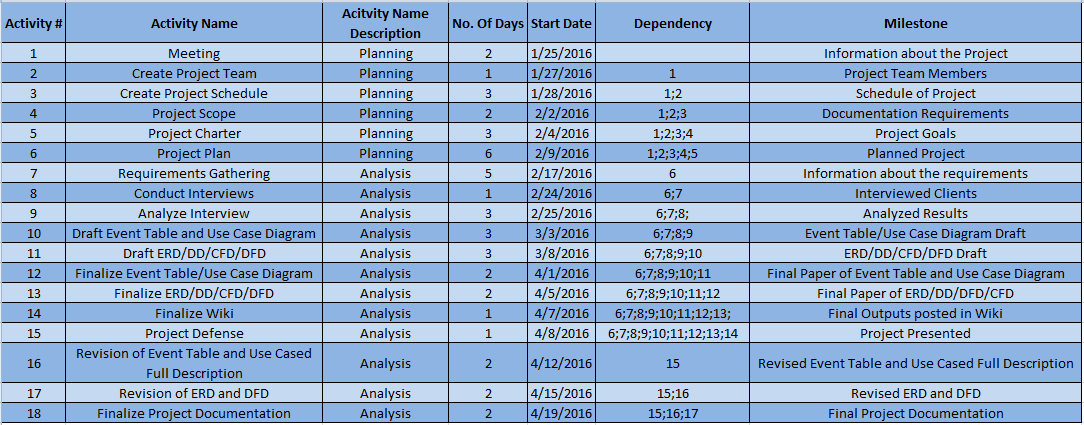 Activity # Activity Name Acitvity Name Description No. Of Days Start Date Dependency Milestone
1 Meeting Planning 2 1/25/2016 Information about the Project
2 Create Project Team Planning 1 1/27/2016 1 Project Team Members
3 Create Project Schedule Planning 3 1/28/2016 1;2 Schedule of Project
4 Project Scope Planning 2 2/2/2016 1;2;3 Documentation Requirements
5 Project Charter Planning 3 2/4/2016 1;2;3;4 Project Goals
6 Project Plan Planning 6 2/9/2016 1;2;3;4;5 Planned Project
7 Requirements Gathering Analysis 5 2/17/2016 6 Information about the requirements
8 Conduct Interviews Analysis 1 2/24/2016 6;7 Interviewed Clients
9 Analyze Interview Analysis 3 2/25/2016 6;7;8; Analyzed Results
10 Draft Event Table and Use Case Diagram Analysis 3 3/3/2016 6;7;8;9 Event Table/Use Case Diagram Draft
11 Draft ERD/DD/CFD/DFD Analysis 3 3/8/2016 6;7;8;9;10 ERD/DD/CFD/DFD Draft
12 Finalize Event Table/Use Case Diagram Analysis 2 4/1/2016 6;7;8;9;10;11 Final Paper of Event Table and Use Case Diagram
13 Finalize ERD/DD/CFD/DFD Analysis 2 4/5/2016 6;7;8;9;10;11;12 Final Paper of ERD/DD/DFD/CFD
14 Finalize Wiki Analysis 1 4/7/2016 6;7;8;9;10;11;12;13; Final Outputs posted in Wiki
15 Project Defense Analysis 1 4/8/2016 6;7;8;9;10;11;12;13;14 Project Presented
16 Revision of Event Table and Use Cased Full Description Analysis 2 4/12/2016 15 Revised Event Table and Use Cased Full Description
17 Revision of ERD and DFD Analysis 2 4/15/2016 15;16 Revised ERD and DFD
18 Finalize Project Documentation Analysis 2 4/19/2016 15;16;17 Final Project Documentation